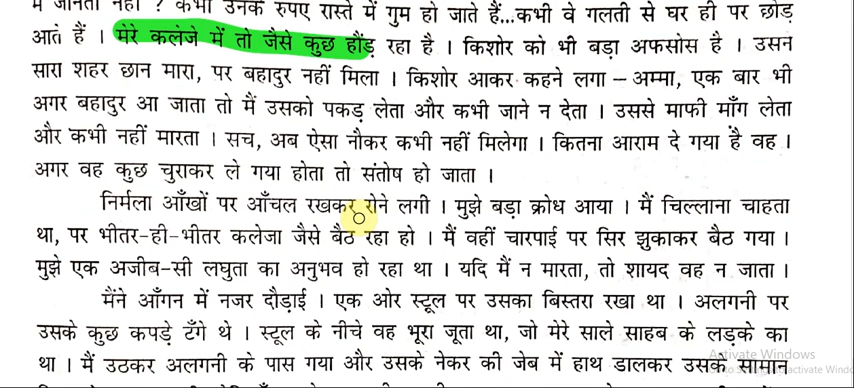 में जानता नहीं ? कभी उनके रुपए रास्ते में गुम हो जाते हैं...कभी वे गलती से घर ही पर छोड़
आते हैं । मेरे कलेजे में तो जैसे कुछ हौंड़ रहा है । किशोर को भी बड़ा अफसोस है । उसने
सारा शहर छान मारा, पर बहादुर नहीं मिला । किशोर आकर कहने लगा – अम्मा, एक बार भी
अगर बहादुर आ जाता तो मैं उसको पकड़ लेता और कभी जाने न देता । उससे माफी माँग लेता
और कभी नहीं मारता । सच, अब ऐसा नौकर कभी नहीं मिलेगा । कितना आराम दे गया है वह ।
अगर वह कुछ चुराकर ले गया होता तो संतोष हो जाता ।
निर्मला आँखों पर आँचल रखकर रोने लगी । मुझे बड़ा क्रोध आया । मैं चिल्लाना चाहता
था, पर भीतर-ही-भीतर कलेजा जैसे बैठ रहा हो । मैं वहीं चारपाई पर सिर झुकाकर बैठ गया ।
मुझे एक अजीब-सी लघुता का अनुभव हो रहा था । यदि मैं न मारता, तो शायद वह न जाता ।
मैंने आँगन में नजर दौड़ाई । एक ओर स्टूल पर उसका बिस्तरा रखा था । अलगनी पर
उसके कुछ कपड़े टँगे थे । स्टूल के नीचे वह भूरा जूता था, जो मेरे साले साहब के लड़के का
था । मैं उठकर अलगनी के पास गया और उसके नेकर की जेब में हाथ डालकर उसके सामान
Activate Windows
to activate Windo